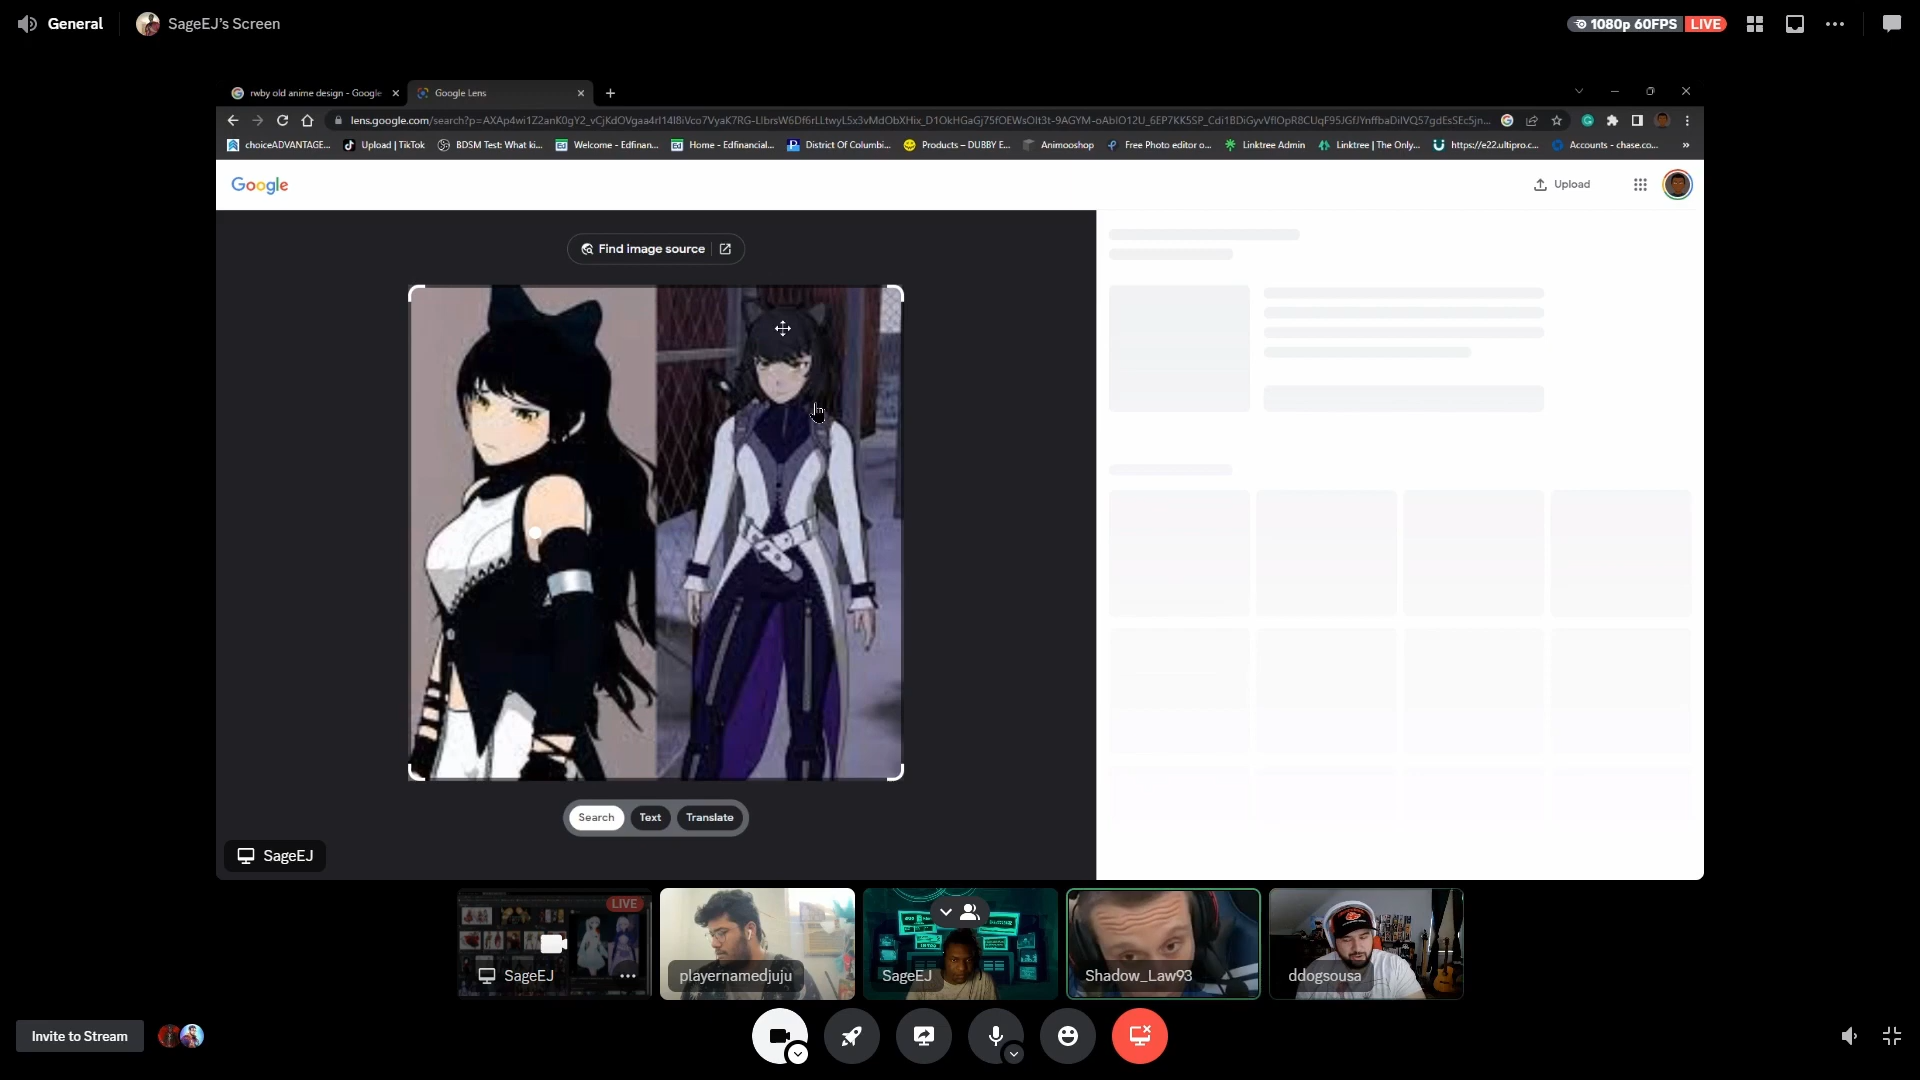 General
SageEJ's Screen
1080p 60FPS
LIVE
rwby old anime design - Google
Google Lens
choiceADVANTAGE...
Upload | TikTok
BDSM Test: What ki...
Welcome - Edfinan...
Home - Edfinancial...
District Of Columbi...
Products – DUBBY E...
Animooshop
Free Photo editor o...
Linktree Admin
Linktree | The Only...
https://e22.ultipro.c...
Accounts - chase.co...
Google
Upload
Find image source
Search
Text
Translate
SageEJ
LIVE
SageEJ
playernamedjuju
SageEJ
Shadow_Law93
ddogsousa
Invite to Stream